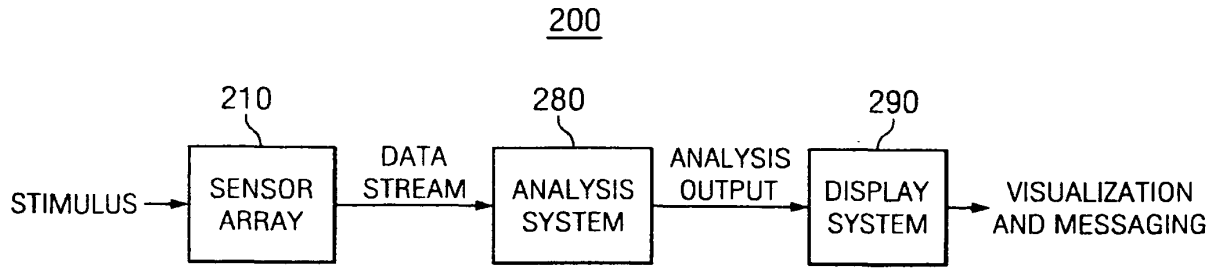 200
210
280
290
STIMULUS
SENSOR
ARRAY
DATA
STREAM
ANALYSIS
SYSTEM
ANALYSIS
OUTPUT
DISPLAY
SYSTEM
VISUALIZATION
AND MESSAGING